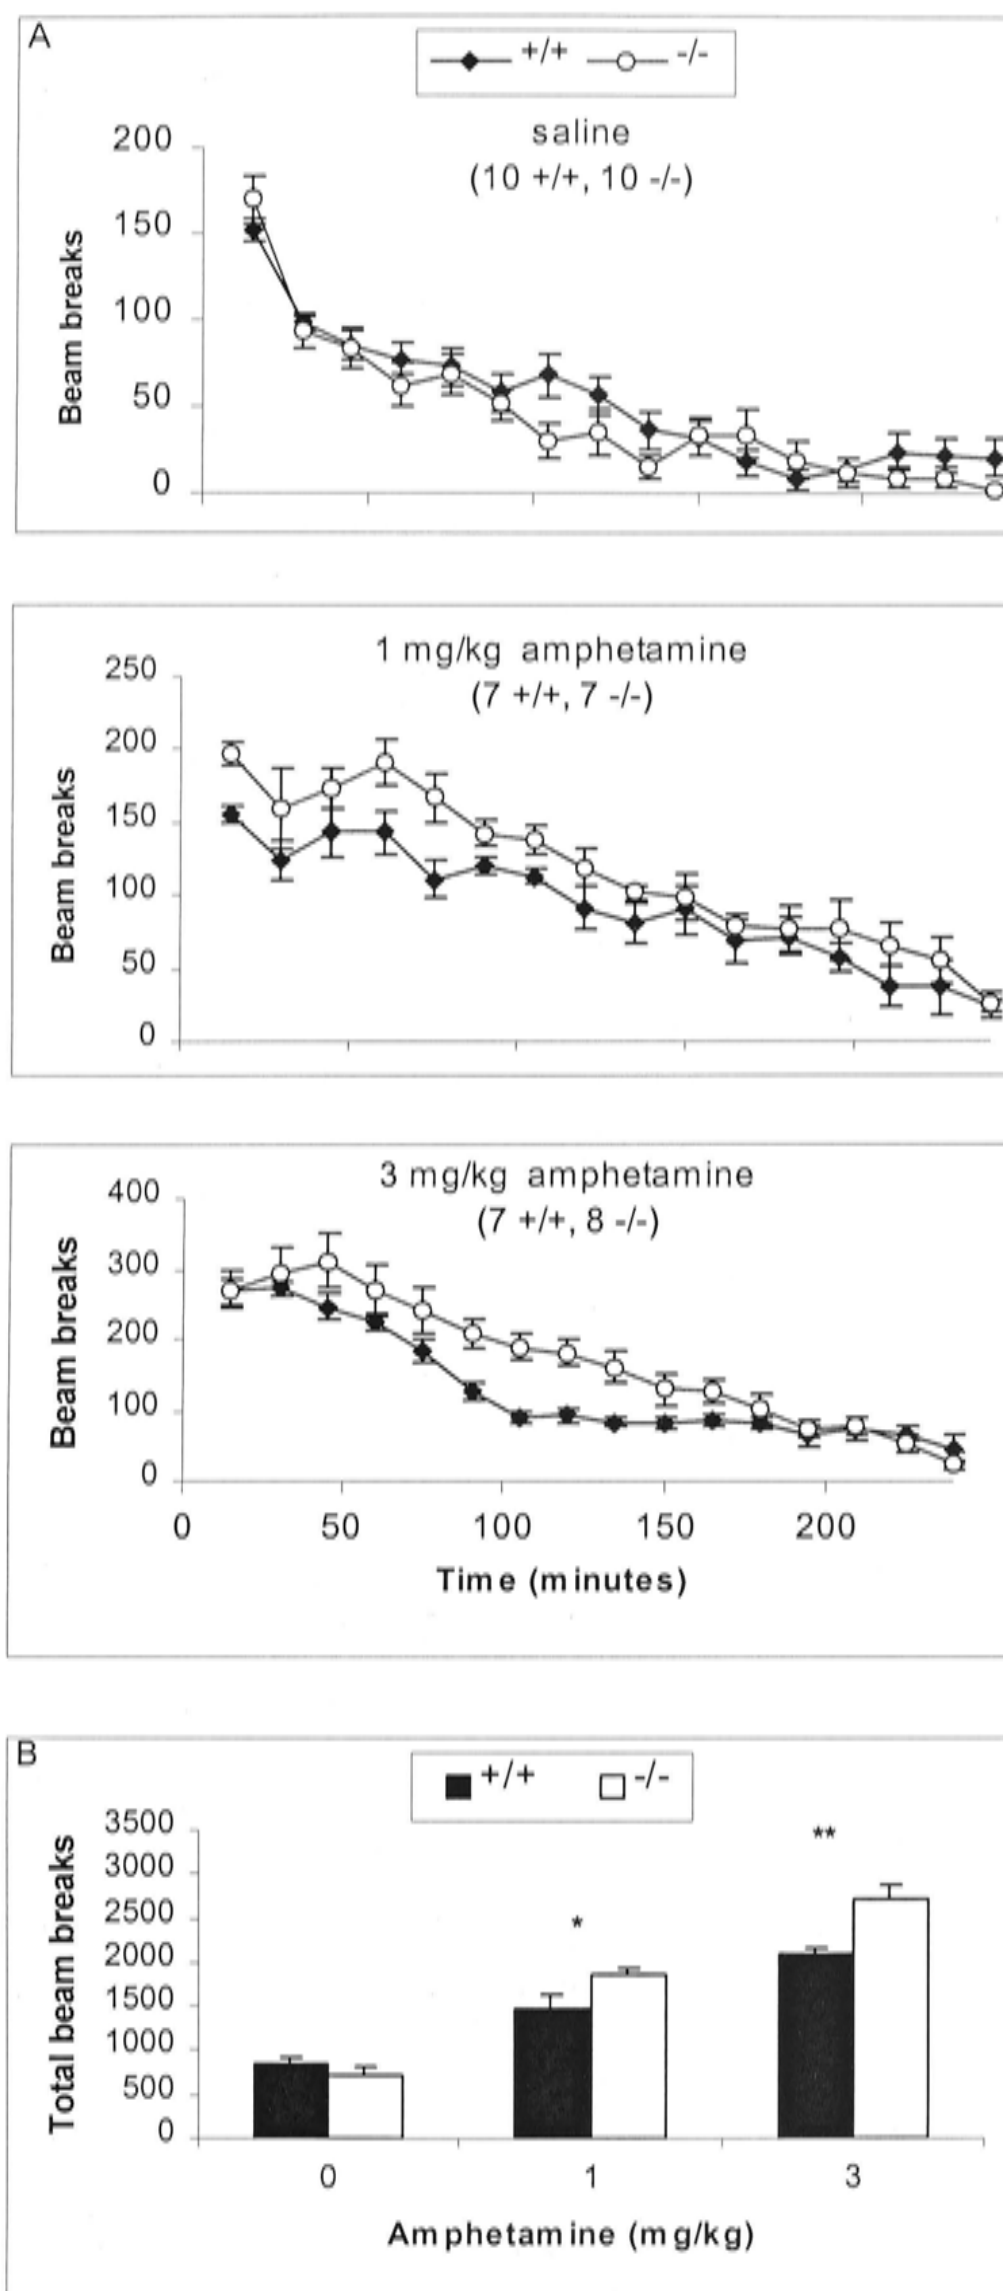 A
+/+ -/-
saline
(10 +/+, 10 -/-)
200
150
100
50
0
Beam breaks
1 mg/kg amphetamine
(7 +/+, 7 -/-)
250
200
150
100
50
0
Beam breaks
3 mg/kg amphetamine
(7 +/+, 8 -/-)
400
300
200
100
0
Beam breaks
0 50 100 150 200
Time (minutes)
B
+/+ -/-
3500
3000
2500
2000
1500
1000
500
0
Total beam breaks
*
**
0 1 3
Amphetamine (mg/kg)